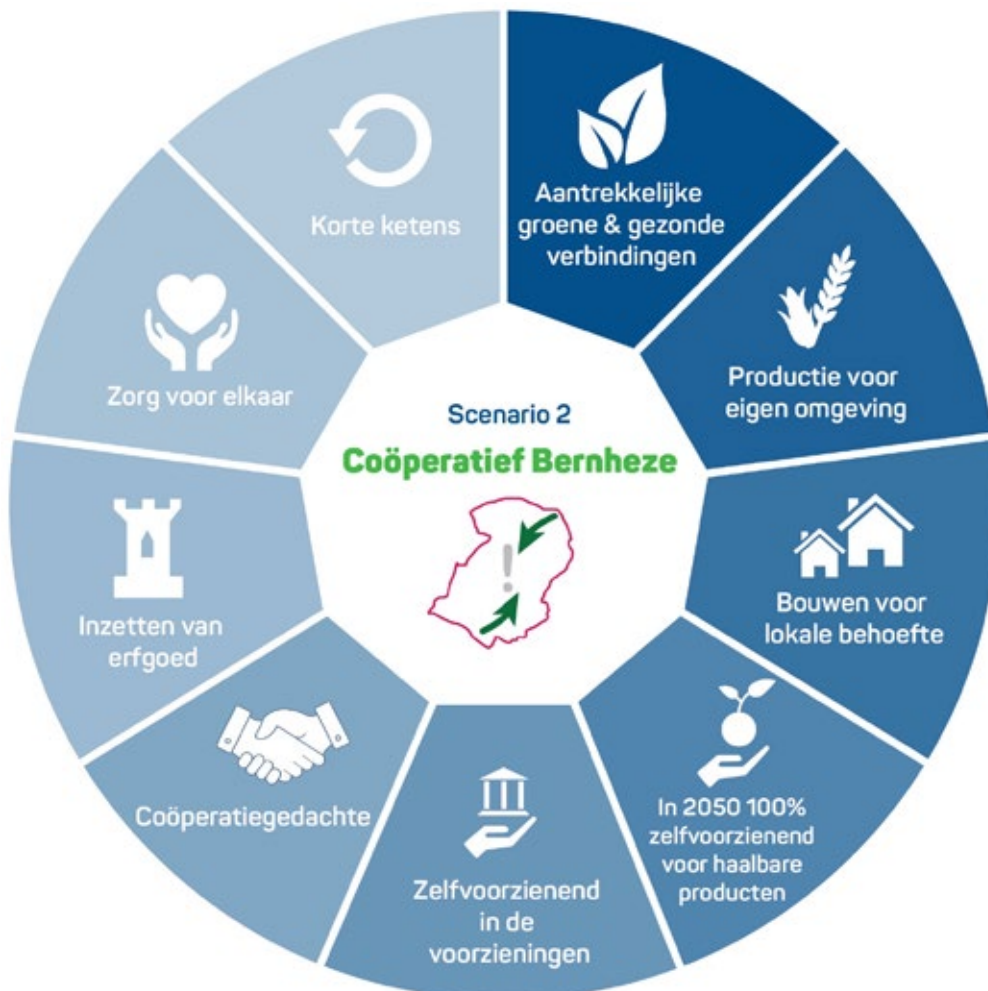 Scenario 2
Coöperatief Bernheze
Aantrekkelijke
groene & gezonde
verbindingen
Productie voor
eigen omgeving
Bouwen voor
lokale behoefte
In 2050 100%
zelfvoorzienend
voor haalbare
producten
Zelfvoorzienend
in de
voorzieningen
Coöperatiegedachte
Inzetten van
erfgoed
Zorg voor elkaar
Korte ketens